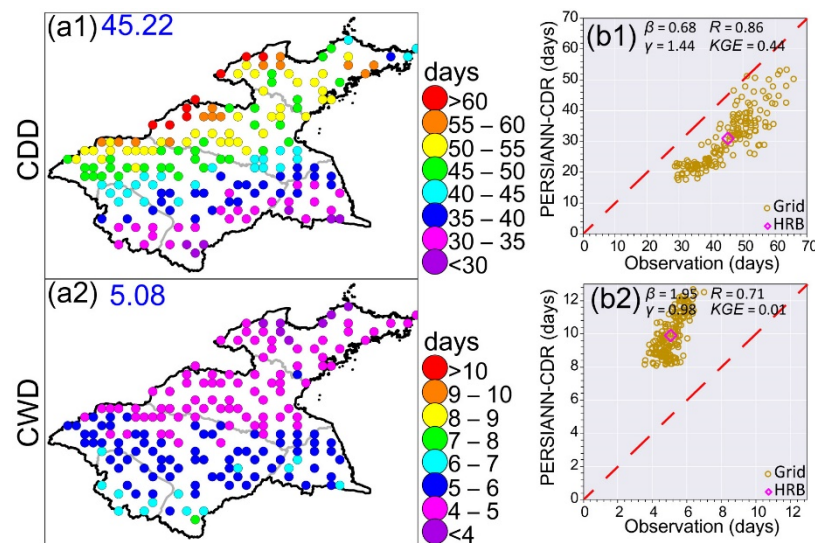 (a1) 45.22
CDD
days
>60
55 – 60
50 – 55
45 – 50
40 – 45
35 – 40
30 – 35
<30
(b1)
β = 0.68 R = 0.86
γ = 1.44 KGE = 0.44
PERSIANN-CDR (days)
70
60
50
40
30
20
10
0
0 10 20 30 40 50 60 70
Observation (days)
Grid
HRB
(a2) 5.08
CWD
days
>10
9 – 10
8 – 9
7 – 8
6 – 7
5 – 6
4 – 5
<4
(b2)
β = 1.95 R = 0.71
γ = 0.98 KGE = 0.01
PERSIANN-CDR (days)
12
10
8
6
4
2
0
0 2 4 6 8 10 12
Observation (days)
Grid
HRB